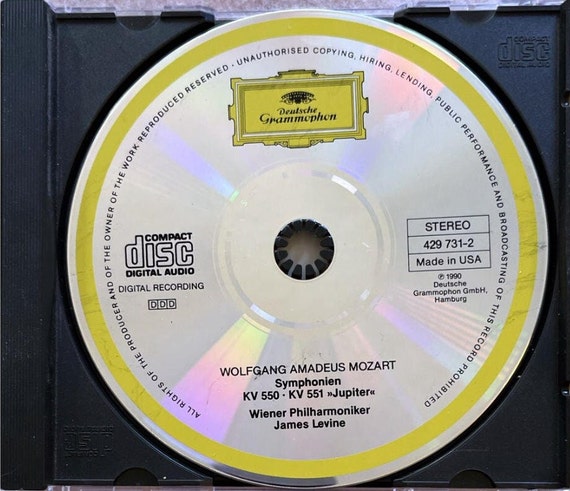 ALL RIGHTS OF THE PRODUCER AND OF THE OWNER OF THE WORK REPRODUCED RESERVED · UNAUTHORISED COPYING, HIRING, LENDING, PUBLIC PERFORMANCE AND BROADCASTING OF THIS RECORD PROHIBITED
Deutsche
Grammophon
COMPACT
disc
DIGITAL AUDIO
COMPACT
disc
DIGITAL AUDIO
DIGITAL RECORDING
DDD
STEREO
429 731-2
Made in USA
℗ 1990
Deutsche
Grammophon GmbH,
Hamburg
WOLFGANG AMADEUS MOZART
Symphonien
KV 550 · KV 551 »Jupiter«
Wiener Philharmoniker
James Levine